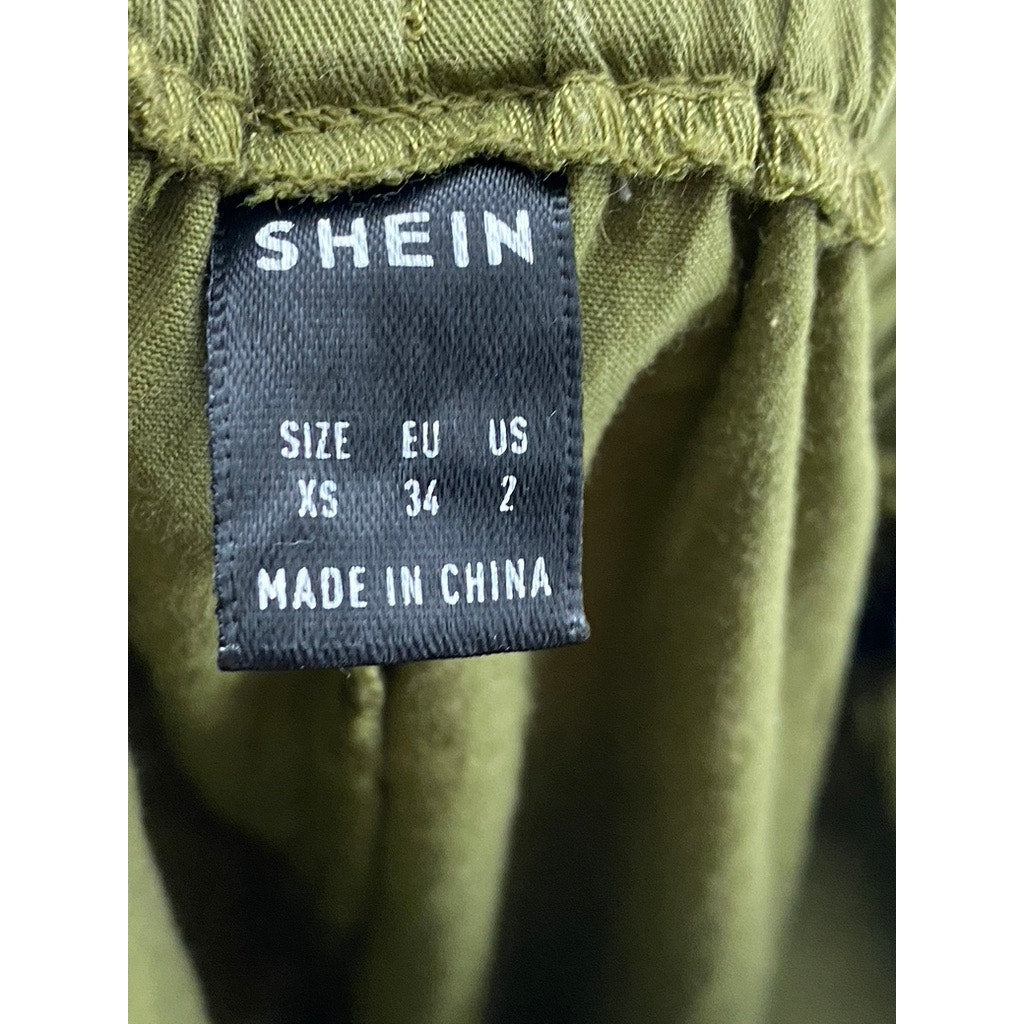 SHEIN
SIZE EU US
XS 34 2
MADE IN CHINA